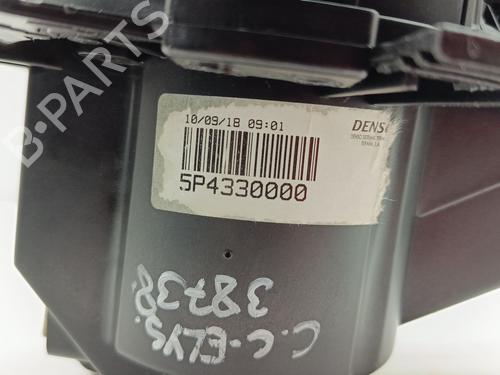 B-PARTS
10/09/18 09:01
DENSO
5P4330000
C.C-ELYS.
38738